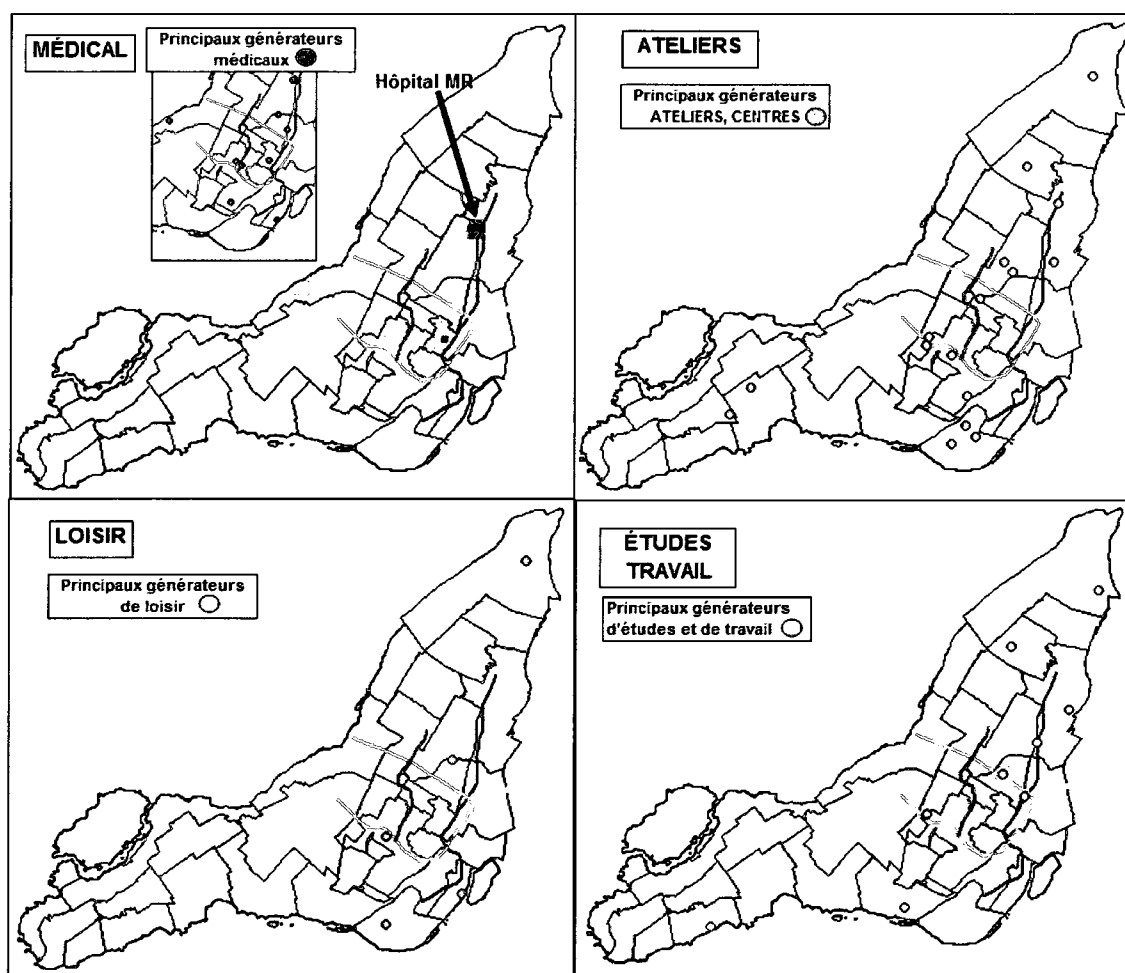 MÉDICAL
Principaux générateurs
médicaux
Hôpital MR
ATELIERS
Principaux générateurs
ATELIERS, CENTRES
LOISIR
Principaux générateurs
de loisir
ÉTUDES
TRAVAIL
Principaux générateurs
d'études et de travail